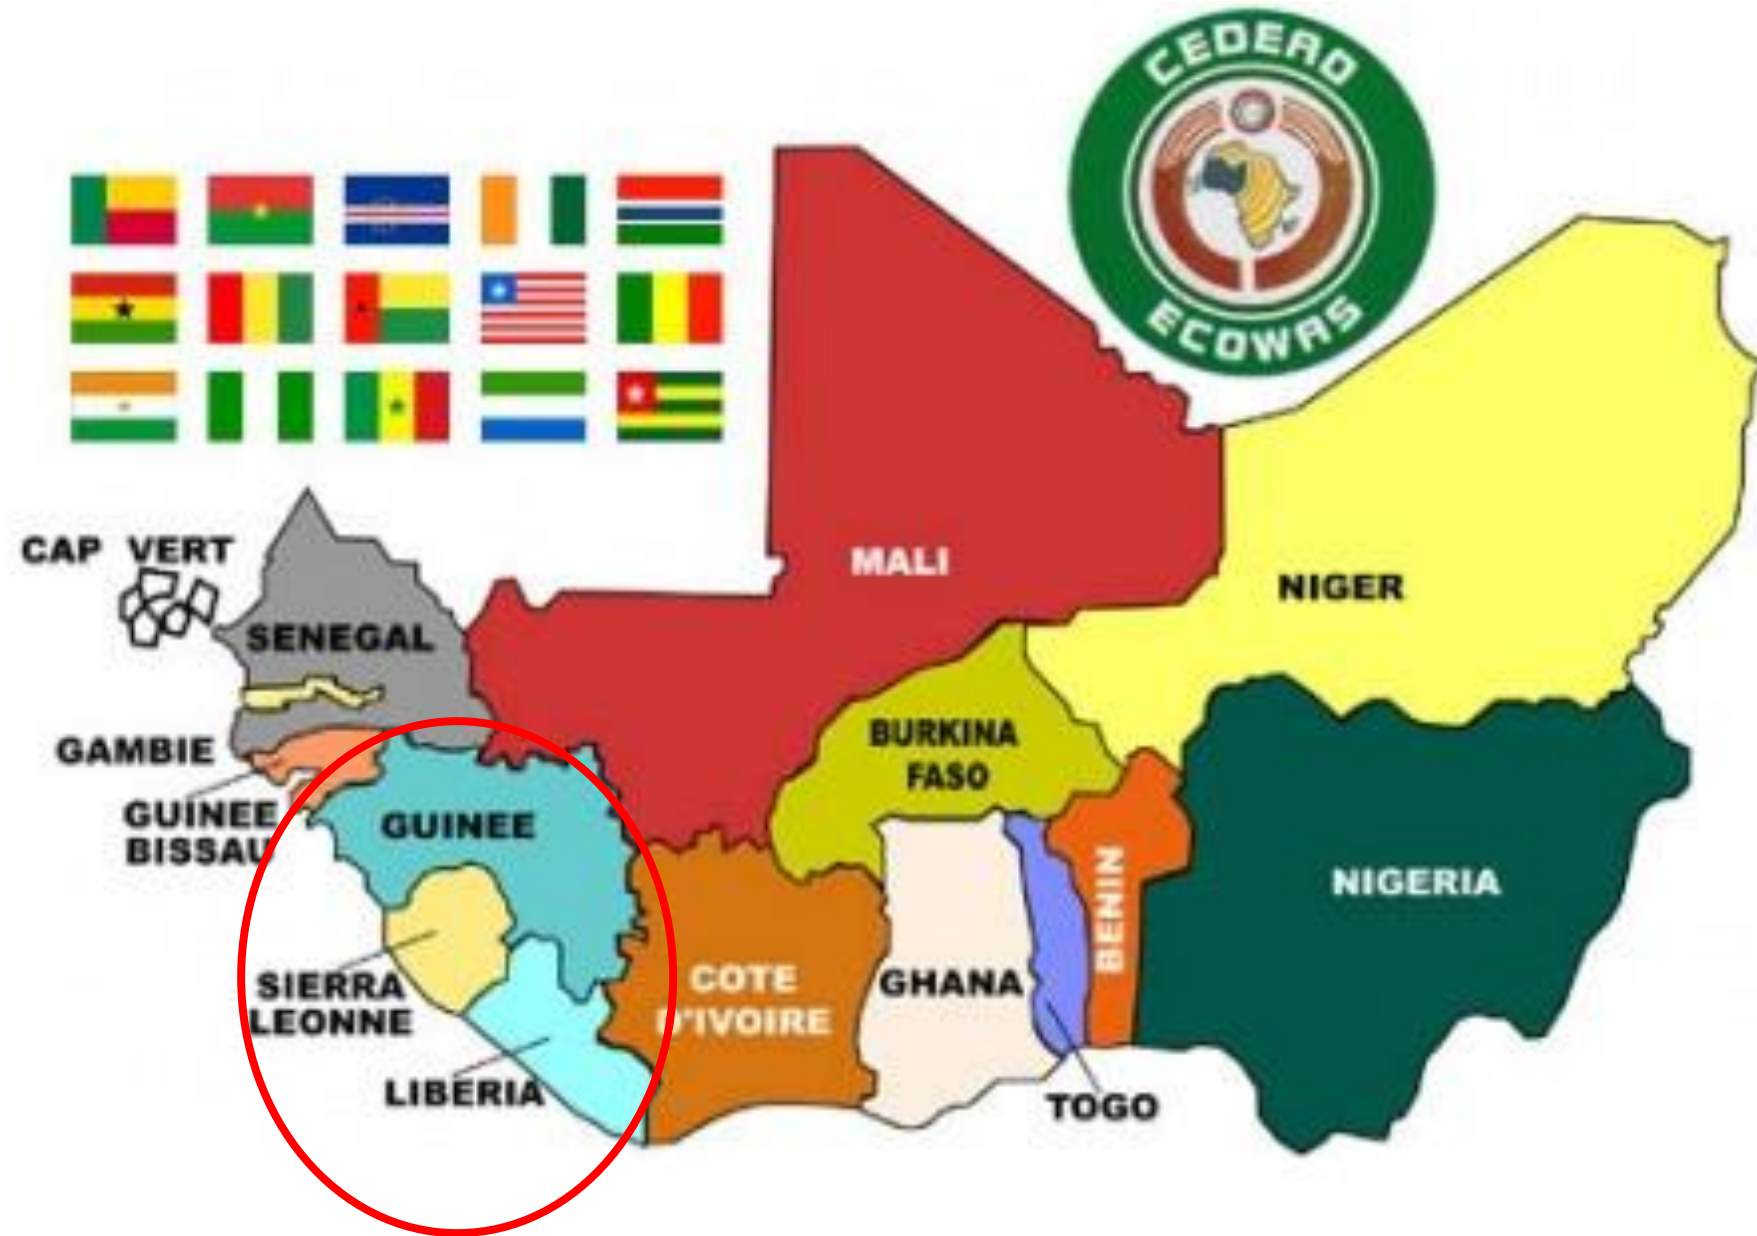 CEDEAO
ECOWAS
CAP VERT
SENEGAL
MALI
NIGER
GAMBIE
GUINEE
BISSAU
GUINEE
BURKINA
FASO
SIERRA
LEONNE
LIBERIA
COTE
D'IVOIRE
GHANA
TOGO
BENIN
NIGERIA